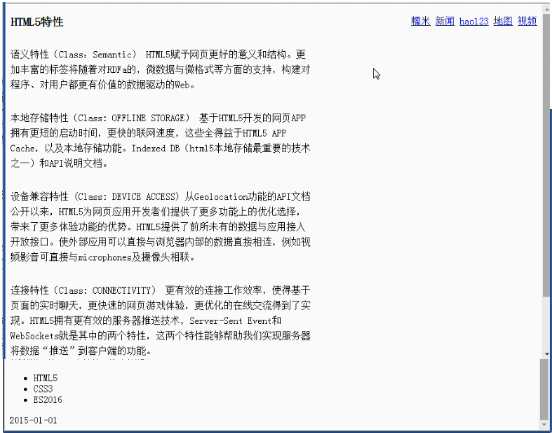 HTML5特性
糯米 新闻 hao123 地图 视频
语义特性（Class：Semantic） HTML5赋予网页更好的意义和结构。更
加丰富的标签将随着对RDFa的，微数据与微格式等方面的支持，构建对
程序、对用户都更有价值的数据驱动的Web。
本地存储特性（Class: OFFLINE STORAGE） 基于HTML5开发的网页APP
拥有更短的启动时间，更快的联网速度，这些全得益于HTML5 APP
Cache，以及本地存储功能。Indexed DB（html5本地存储最重要的技术
之一）和API说明文档。
设备兼容特性（Class: DEVICE ACCESS) 从Geolocation功能的API文档
公开以来，HTML5为网页应用开发者们提供了更多功能上的优化选择，
带来了更多体验功能的优势。HTML5提供了前所未有的数据与应用接入
开放接口。使外部应用可以直接与浏览器内部的数据直接相连，例如视
频影音可直接与microphones及摄像头相联。
连接特性（Class: CONNECTIVITY） 更有效的连接工作效率，使得基于
页面的实时聊天，更快速的网页游戏体验，更优化的在线交流得到了实
现。HTML5拥有更有效的服务器推送技术，Server-Sent Event和
WebSockets就是其中的两个特性，这两个特性能够帮助我们实现服务器
将数据“推送”到客户端的功能。
HTML5
CSS3
ES2016
2015-01-01